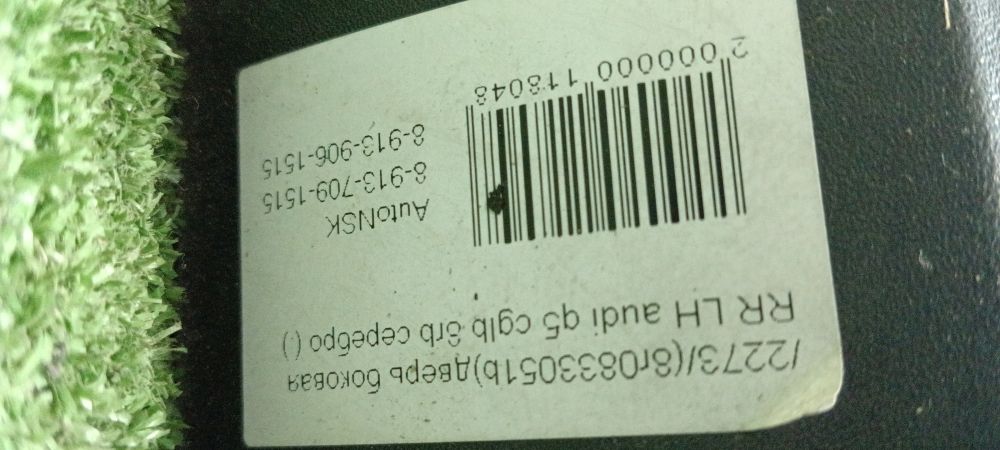 /2273/(8r0833051b)дверь боковая
RR LH audi q5 cglb 8rb серебро (.)
AutoNSK
8-913-709-1515
8-913-906-1515
2 000000 118048